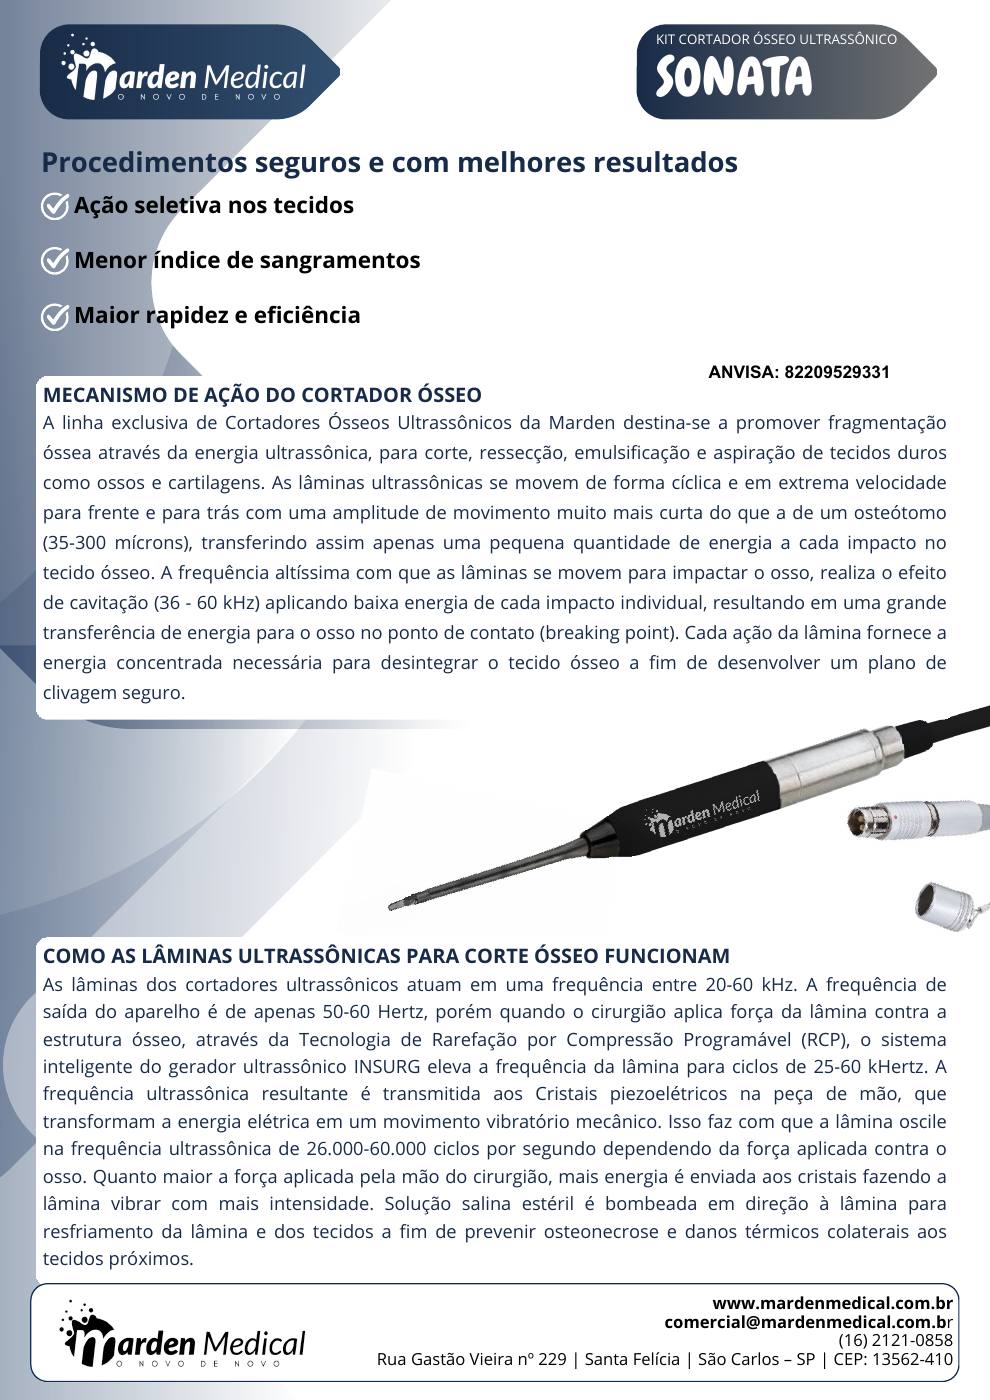 marden Medical
O NOVO DE NOVO
KIT CORTADOR ÓSSEO ULTRASSÔNICO
SONATA
Procedimentos seguros e com melhores resultados
Ação seletiva nos tecidos
Menor índice de sangramentos
Maior rapidez e eficiência
ANVISA: 82209529331
MECANISMO DE AÇÃO DO CORTADOR ÓSSEO
A linha exclusiva de Cortadores Ósseos Ultrassônicos da Marden destina-se a promover fragmentação
óssea através da energia ultrassônica, para corte, ressecção, emulsificação e aspiração de tecidos duros
como ossos e cartilagens. As lâminas ultrassônicas se movem de forma cíclica e em extrema velocidade
para frente e para trás com uma amplitude de movimento muito mais curta do que a de um osteótomo
(35-300 mícrons), transferindo assim apenas uma pequena quantidade de energia a cada impacto no
tecido ósseo. A frequência altíssima com que as lâminas se movem para impactar o osso, realiza o efeito
de cavitação (36 - 60 kHz) aplicando baixa energia de cada impacto individual, resultando em uma grande
transferência de energia para o osso no ponto de contato (breaking point). Cada ação da lâmina fornece a
energia concentrada necessária para desintegrar o tecido ósseo a fim de desenvolver um plano de
clivagem seguro.
marden Medical
O NOVO DE NOVO
COMO AS LÂMINAS ULTRASSÔNICAS PARA CORTE ÓSSEO FUNCIONAM
As lâminas dos cortadores ultrassônicos atuam em uma frequência entre 20-60 kHz. A frequência de
saída do aparelho é de apenas 50-60 Hertz, porém quando o cirurgião aplica força da lâmina contra a
estrutura ósseo, através da Tecnologia de Rarefação por Compressão Programável (RCP), o sistema
inteligente do gerador ultrassônico INSURG eleva a frequência da lâmina para ciclos de 25-60 kHertz. A
frequência ultrassônica resultante é transmitida aos Cristais piezoelétricos na peça de mão, que
transformam a energia elétrica em um movimento vibratório mecânico. Isso faz com que a lâmina oscile
na frequência ultrassônica de 26.000-60.000 ciclos por segundo dependendo da força aplicada contra o
osso. Quanto maior a força aplicada pela mão do cirurgião, mais energia é enviada aos cristais fazendo a
lâmina vibrar com mais intensidade. Solução salina estéril é bombeada em direção à lâmina para
resfriamento da lâmina e dos tecidos a fim de prevenir osteonecrose e danos térmicos colaterais aos
tecidos próximos.
marden Medical
O NOVO DE NOVO
www.mardenmedical.com.br
comercial@mardenmedical.com.br
(16) 2121-0858
Rua Gastão Vieira nº 229 | Santa Felícia | São Carlos – SP | CEP: 13562-410